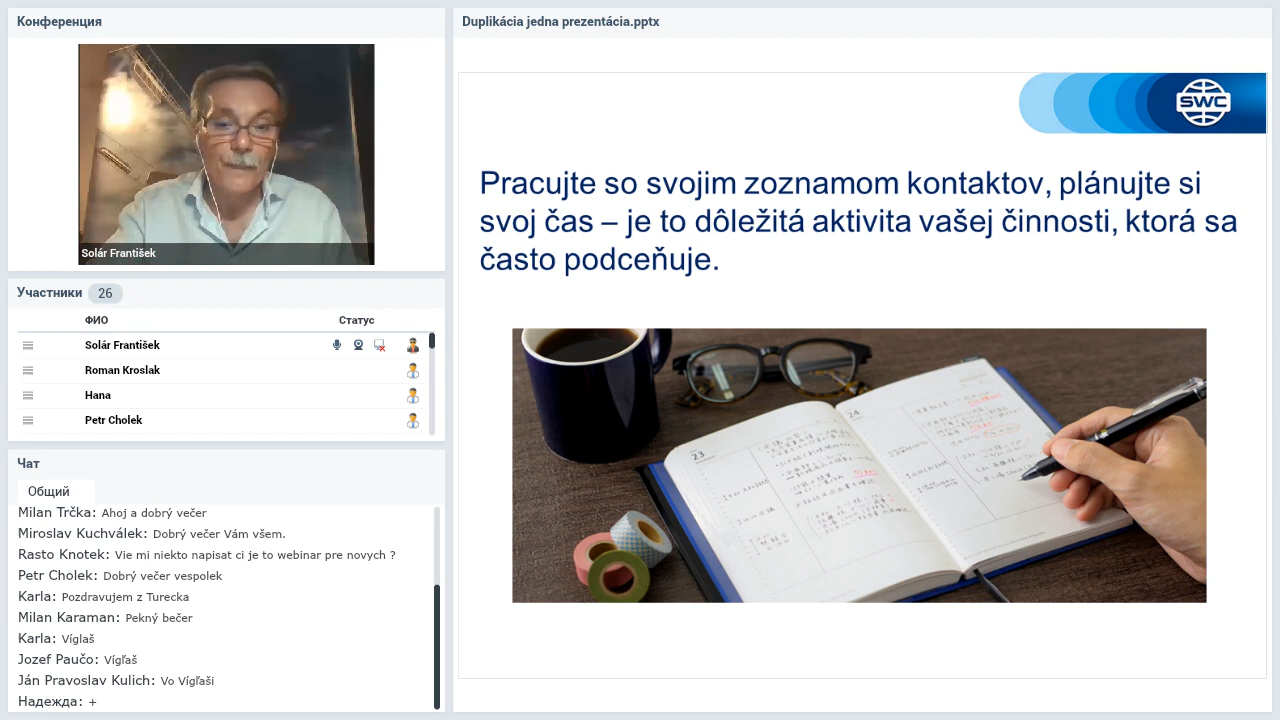 Конференция
Solár František
Участники 26
ФИО Статус
Solár František
Roman Kroslak
Hana
Petr Cholek
Чат
Общий
Milan Trčka: Ahoj a dobrý večer
Miroslav Kuchválek: Dobrý večer Vám všem.
Rasto Knotek: Vie mi niekto napisat ci je to webinar pre novych ?
Petr Cholek: Dobrý večer vespolek
Karla: Pozdravujem z Turecka
Milan Karaman: Pekný bečer
Karla: Víglaš
Jozef Paučo: Vígľaš
Ján Pravoslav Kulich: Vo Vígľaši
Надежда: +
Duplikácia jedna prezentácia.pptx
SWC
Pracujte so svojim zoznamom kontaktov, plánujte si
svoj čas – je to dôležitá aktivita vašej činnosti, ktorá sa
často podceňuje.
23
24